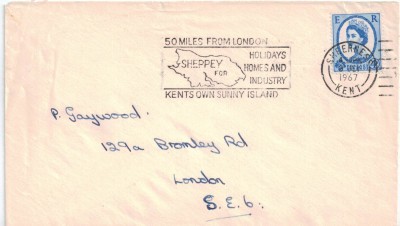 50 MILES FROM LONDON
SHEPPEY
FOR
HOLIDAYS
HOMES AND
INDUSTRY
KENTS OWN SUNNY ISLAND
E R
SHEERNESS
1967
KENT
P. Gaywood.
129a Bromley Rd
London
S.E.6.